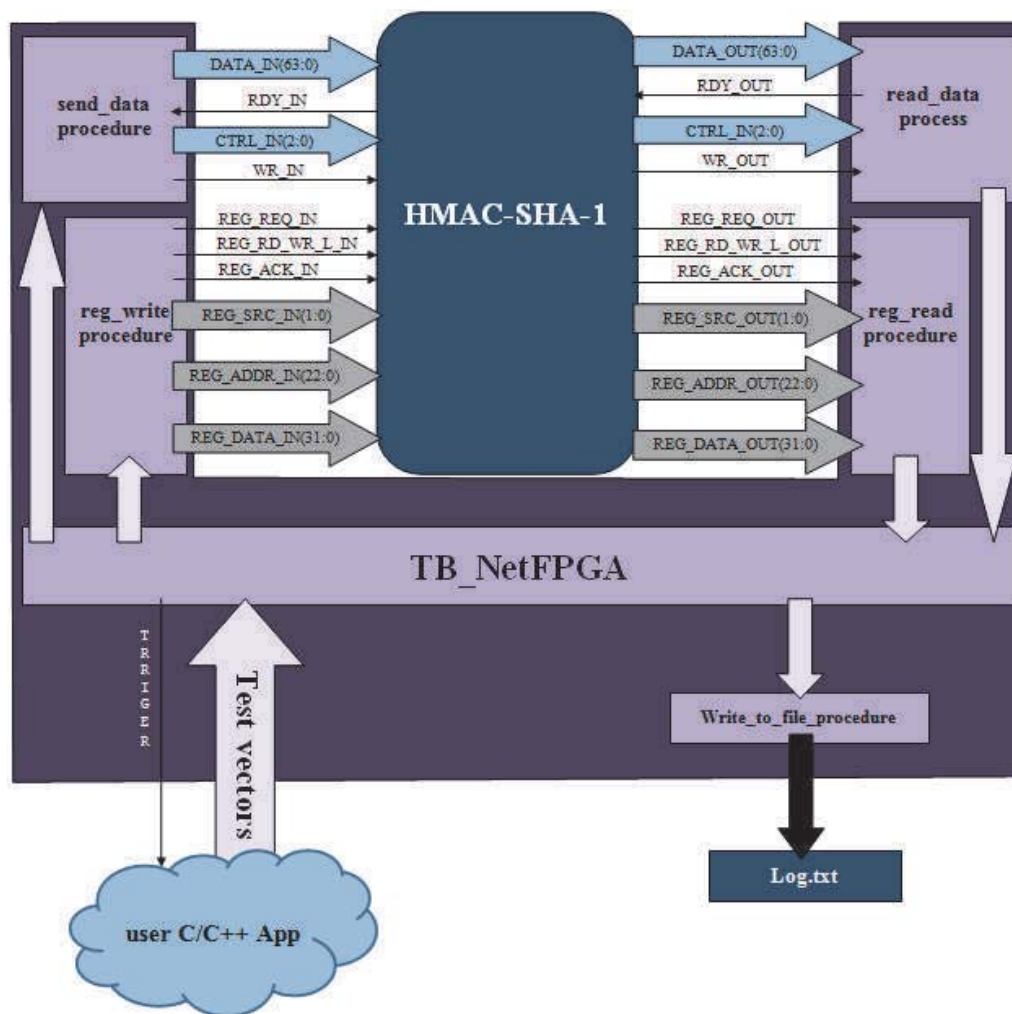 DATA_IN(63:0)
RDY_IN
CTRL_IN(2:0)
WR_IN
send_data
procedure
REG_REQ_IN
REG_RD_WR_L_IN
REG_ACK_IN
REG_SRC_IN(1:0)
REG_ADDR_IN(22:0)
REG_DATA_IN(31:0)
reg_write
procedure
HMAC-SHA-1
DATA_OUT(63:0)
RDY_OUT
CTRL_IN(2:0)
WR_OUT
read_data
process
REG_REQ_OUT
REG_RD_WR_L_OUT
REG_ACK_OUT
REG_SRC_OUT(1:0)
REG_ADDR_OUT(22:0)
REG_DATA_OUT(31:0)
reg_read
procedure
TB_NetFPGA
TRRIGER
Test vectors
Write_to_file_procedure
Log.txt
user C/C++ App